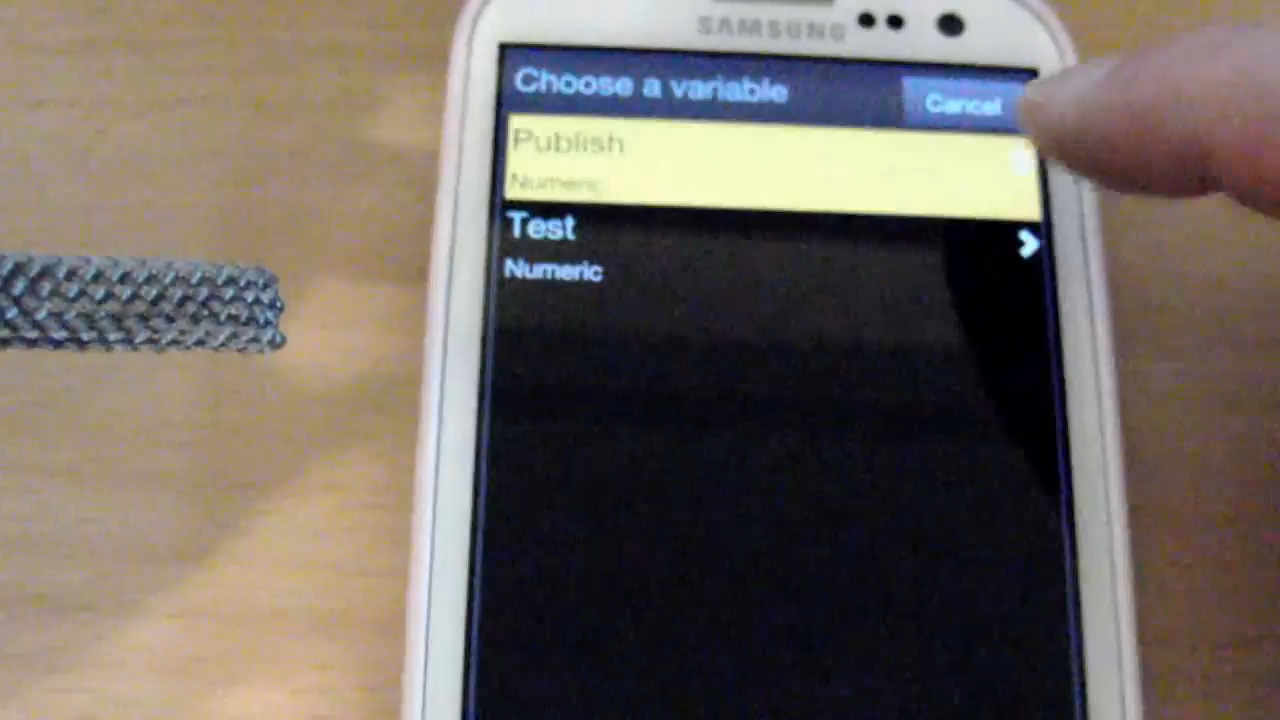 SAMSUNG
Choose a variable
Cancel
Publish
Numeric
Test
Numeric